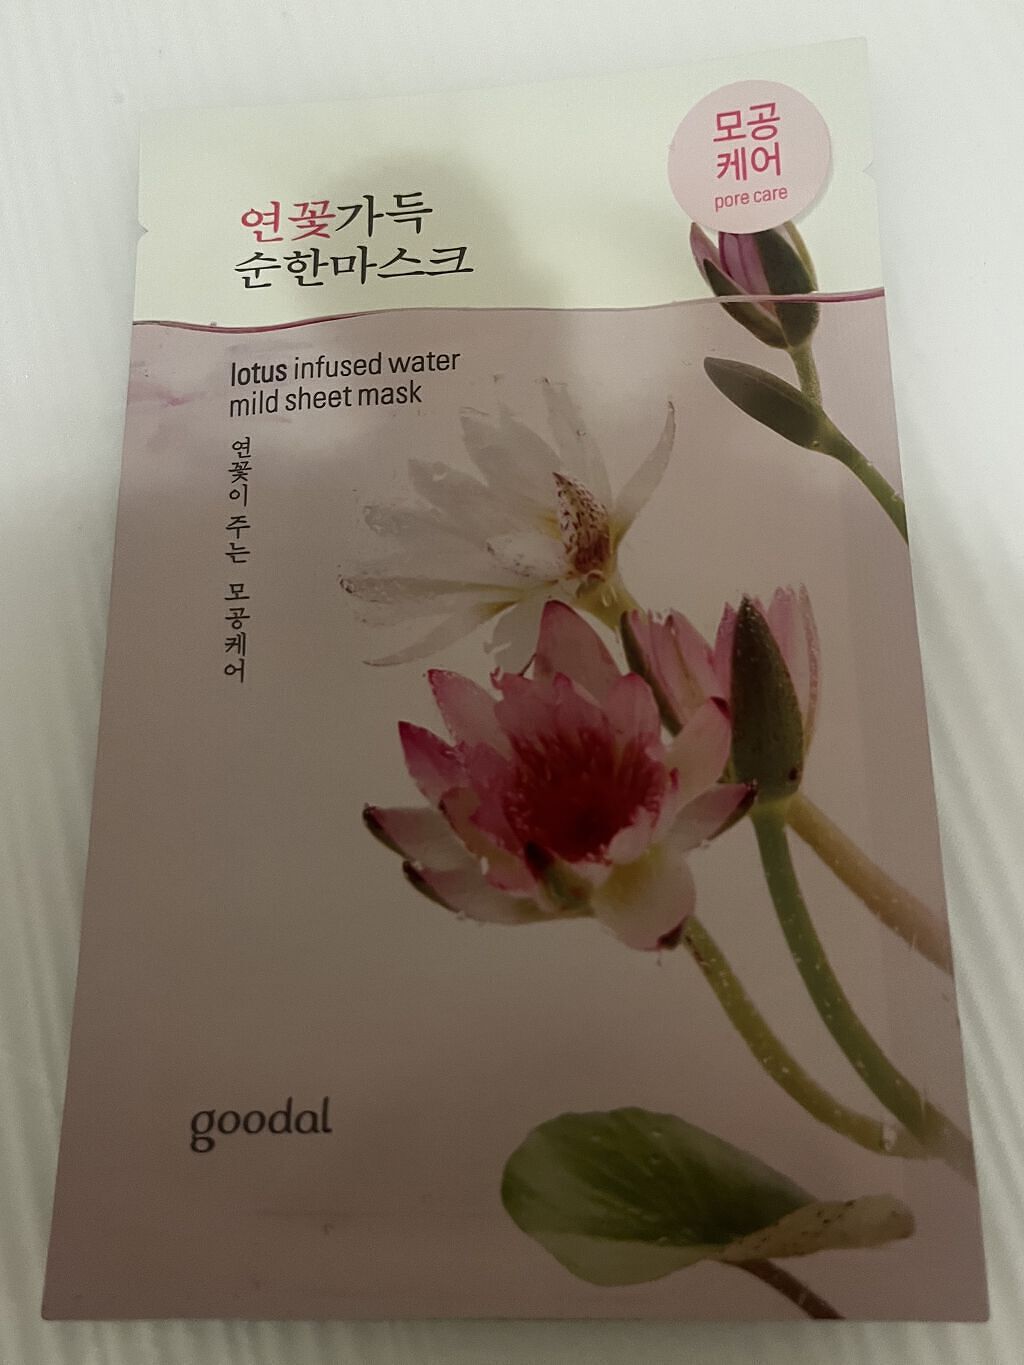 모공
케어
pore care
연꽃가득
순한마스크
lotus infused water
mild sheet mask
연꽃이 주는 모공케어
goodal